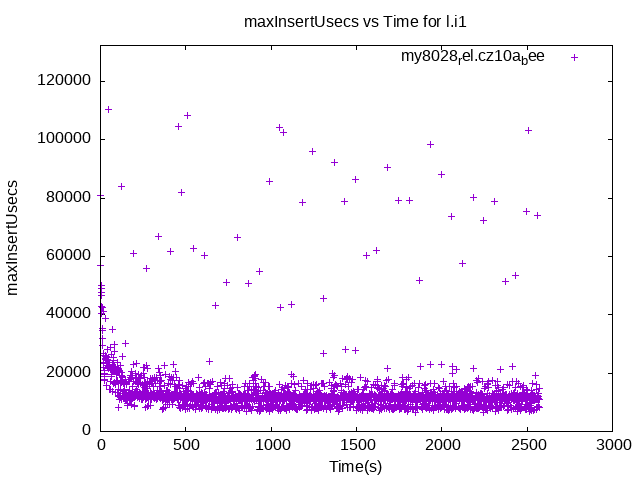 maxInsertUsecs vs Time for l.i1
my8028rel.cz10abee
120000
100000
80000
60000
40000
20000
0
maxInsertUsecs
0 500 1000 1500 2000 2500 3000
Time(s)